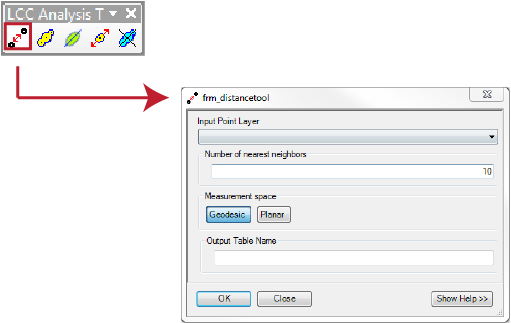 LCC Analysis T
frm_distancetool
Input Point Layer
Number of nearest neighbors
10
Measurement space
Geodesic Planar
Output Table Name
OK Close Show Help >>